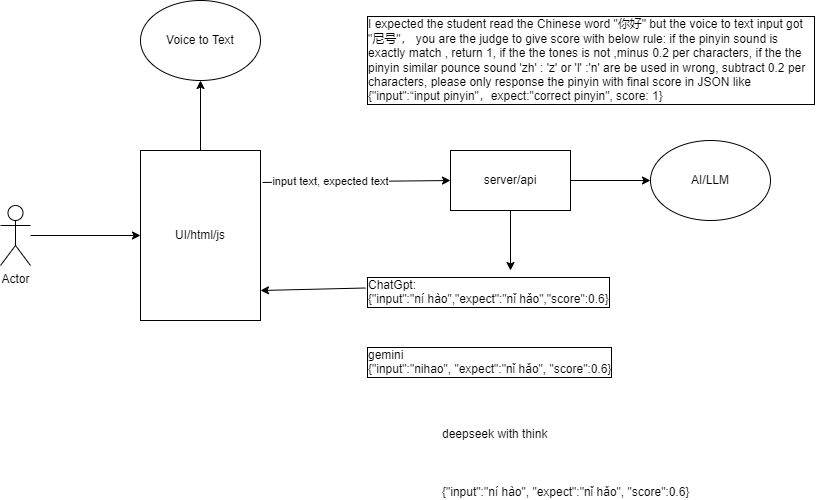 I expected the student read the Chinese word "你好" but the voice to text input got
"尼号"， you are the judge to give score with below rule: if the pinyin sound is
exactly match , return 1, if the the tones is not ,minus 0.2 per characters, if the the
pinyin similar pounce sound 'zh' : 'z' or 'l' :'n' are be used in wrong, subtract 0.2 per
characters, please only response the pinyin with final score in JSON like
{"input":“input pinyin”，expect:"correct pinyin", score: 1}
Voice to Text
input text, expected text
server/api
AI/LLM
UI/html/js
Actor
ChatGpt:
{"input":"ní hào","expect":"nǐ hǎo","score":0.6}
gemini
{"input":"nihao", "expect":"nǐ hǎo", "score":0.6}
deepseek with think
{"input":"ní hào", "expect":"nǐ hǎo", "score":0.6}